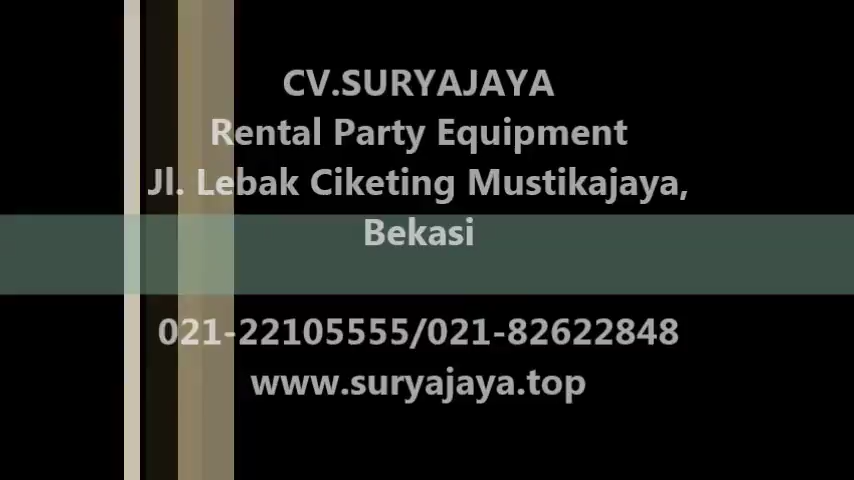 CV.SURYAJAYA
Rental Party Equipment
Jl. Lebak Ciketing Mustikajaya,
Bekasi
021-22105555/021-82622848
www.suryajaya.top